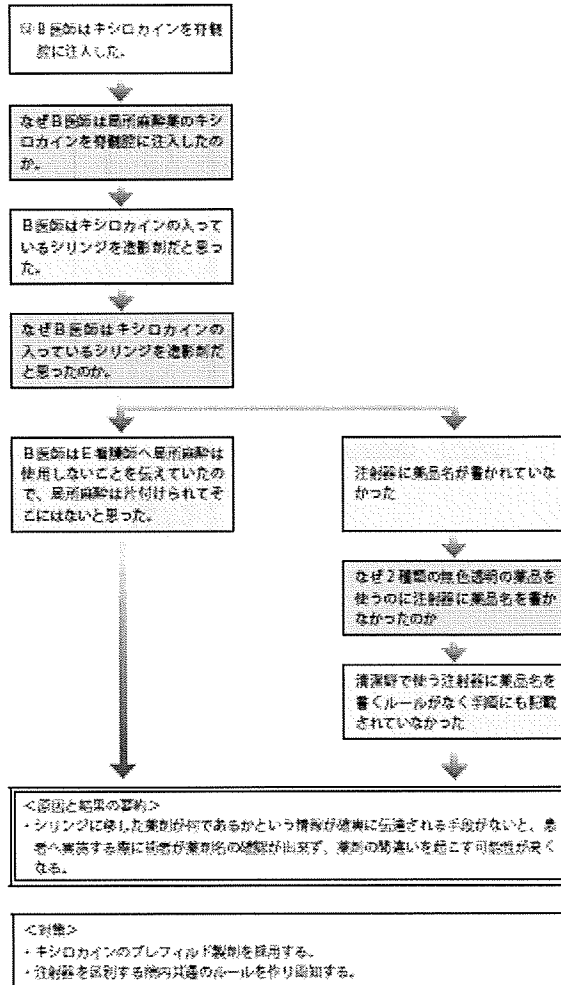 B医師はキシロカインを脊髄
腔に注入した。
なぜB医師は局所麻酔薬のキシ
ロカインを脊髄腔に注入したの
か。
B医師はキシロカインの入って
いるシリンジを造影剤だと思っ
た。
なぜB医師はキシロカインの
入っているシリンジを造影剤だ
と思ったのか。
B医師はE看護師へ局所麻酔は
使用しないことを伝えていたの
で、局所麻酔は片付けられてそ
こにはないと思った。
注射器に薬品名が書かれていな
かった
なぜ2種類の無色透明の薬品を
使うのに注射器に薬品名を書か
なかったのか
清潔野で使う注射器に薬品名を
書くルールがなく手順にも記載
されていなかった
<原因と結果の要約>
・シリンジに移した薬剤が何であるかという情報が確実に伝達される手段がないと、患
者へ実施する際に術者が薬剤名の確認が出来ず、薬剤の間違いを起こす可能性が高く
なる。
<対策>
・キシロカインのプレフィルド製剤を採用する。
・注射器を区別する院内共通のルールを作り周知する。